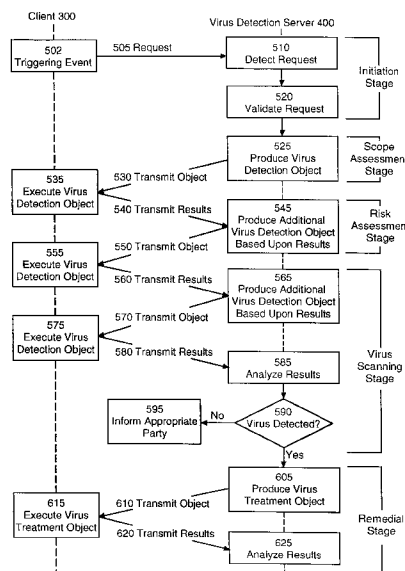 Client 300
Virus Detection Server 400
502
Triggering Event
505 Request
510
Detect Request
520
Validate Request
Initiation
Stage
525
Produce Virus
Detection Object
Scope
Assessment
Stage
530 Transmit Object
535
Execute Virus
Detection Object
540 Transmit Results
545
Produce Additional
Virus Detection Object
Based Upon Results
Risk
Assessment
Stage
550 Transmit Object
555
Execute Virus
Detection Object
560 Transmit Results
565
Produce Additional
Virus Detection Object
Based Upon Results
570 Transmit Object
575
Execute Virus
Detection Object
580 Transmit Results
585
Analyze Results
Virus
Scanning
Stage
590
Virus Detected?
No
595
Inform Appropriate
Party
Yes
605
Produce Virus
Treatment Object
610 Transmit Object
615
Execute Virus
Treatment Object
620 Transmit Results
625
Analyze Results
Remedial
Stage